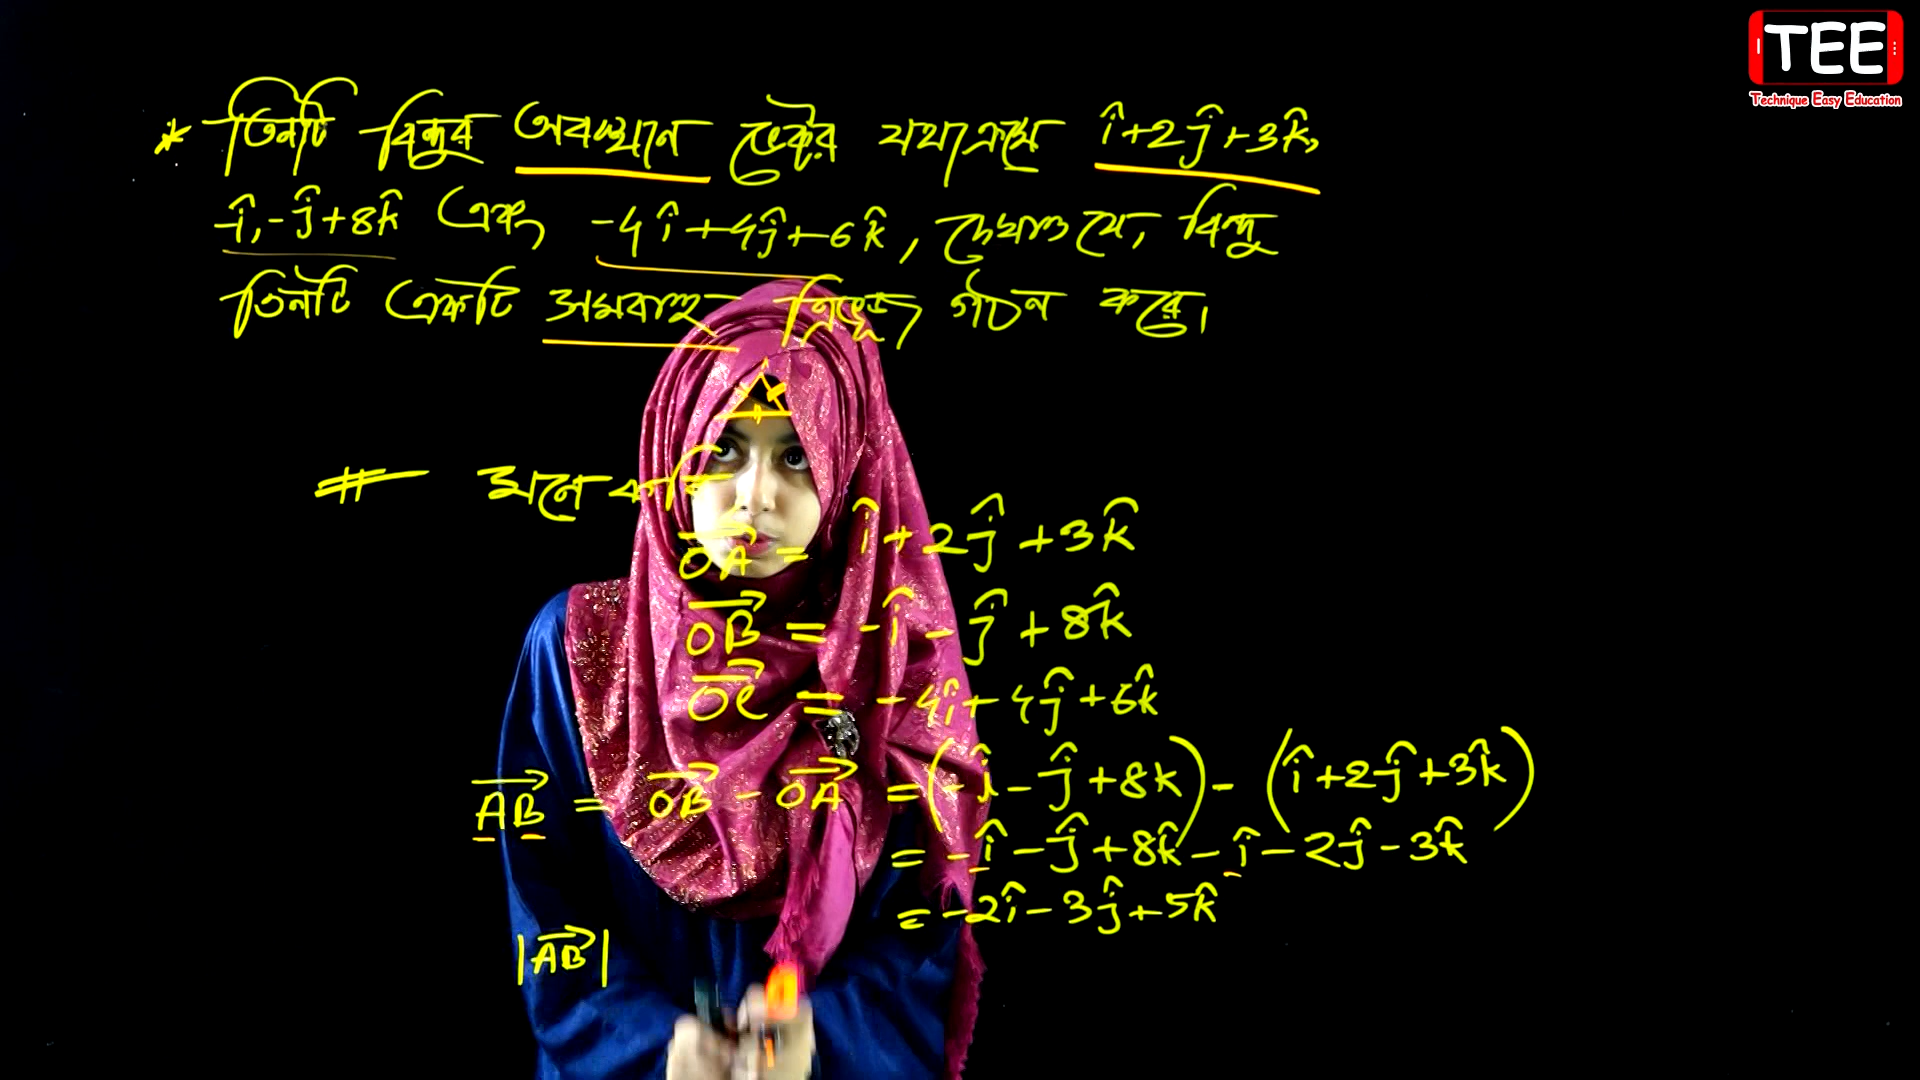 TEE
Technique Easy Education
* তিনটি বিন্দুর অবস্থান ভেক্টর যথাক্রমে î+2ĵ+3k̂,
-î,-ĵ+8k̂ এবং -4î+4ĵ+6k̂, দেখাও যে, বিন্দু
তিনটি একটি সমবাহু ত্রিভূজ গঠন করে।
# মনে করি
OA⃗ = î+2ĵ+3k̂
OB⃗ = -î-ĵ+8k̂
OC⃗ = -4î+4ĵ+6k̂
AB⃗ = OB⃗ - OA⃗ = (-î-ĵ+8k) - (î+2ĵ+3k̂)
= -î-ĵ+8k̂-î-2ĵ-3k̂
= -2î-3ĵ+5k̂
|AB⃗|